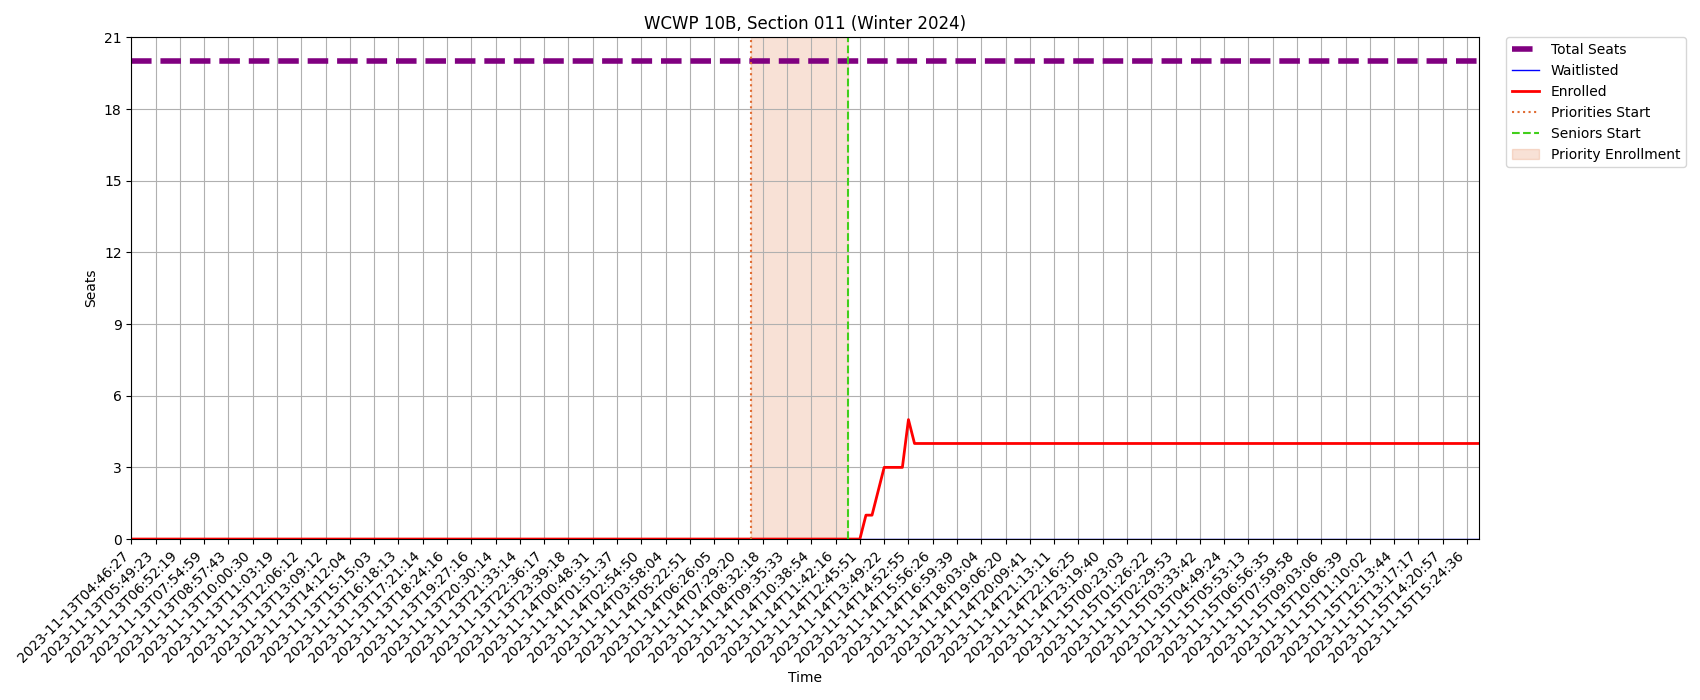 WCWP 10B, Section 011 (Winter 2024)
21
18
15
12
9
6
3
0
Seats
Total Seats
Waitlisted
Enrolled
Priorities Start
Seniors Start
Priority Enrollment
2023-11-13T04:46:27
2023-11-13T05:49:23
2023-11-13T06:52:19
2023-11-13T07:54:59
2023-11-13T08:57:43
2023-11-13T10:00:30
2023-11-13T11:03:19
2023-11-13T12:06:12
2023-11-13T13:09:12
2023-11-13T14:12:04
2023-11-13T15:15:03
2023-11-13T16:18:13
2023-11-13T17:21:14
2023-11-13T18:24:16
2023-11-13T19:27:16
2023-11-13T20:30:14
2023-11-13T21:33:14
2023-11-13T22:36:17
2023-11-13T23:39:18
2023-11-14T00:48:31
2023-11-14T01:51:37
2023-11-14T02:54:50
2023-11-14T03:58:04
2023-11-14T05:22:51
2023-11-14T06:26:05
2023-11-14T07:29:20
2023-11-14T08:32:18
2023-11-14T09:35:33
2023-11-14T10:38:54
2023-11-14T11:42:16
2023-11-14T12:45:51
2023-11-14T13:49:22
2023-11-14T14:52:55
2023-11-14T15:56:26
2023-11-14T16:59:39
2023-11-14T18:03:04
2023-11-14T19:06:20
2023-11-14T20:09:41
2023-11-14T21:13:11
2023-11-14T22:16:25
2023-11-14T23:19:40
2023-11-15T00:23:03
2023-11-15T01:26:22
2023-11-15T02:29:53
2023-11-15T03:33:42
2023-11-15T04:49:24
2023-11-15T05:53:13
2023-11-15T06:56:35
2023-11-15T07:59:58
2023-11-15T09:03:06
2023-11-15T10:06:39
2023-11-15T11:10:02
2023-11-15T12:13:44
2023-11-15T13:17:17
2023-11-15T14:20:57
2023-11-15T15:24:36
Time